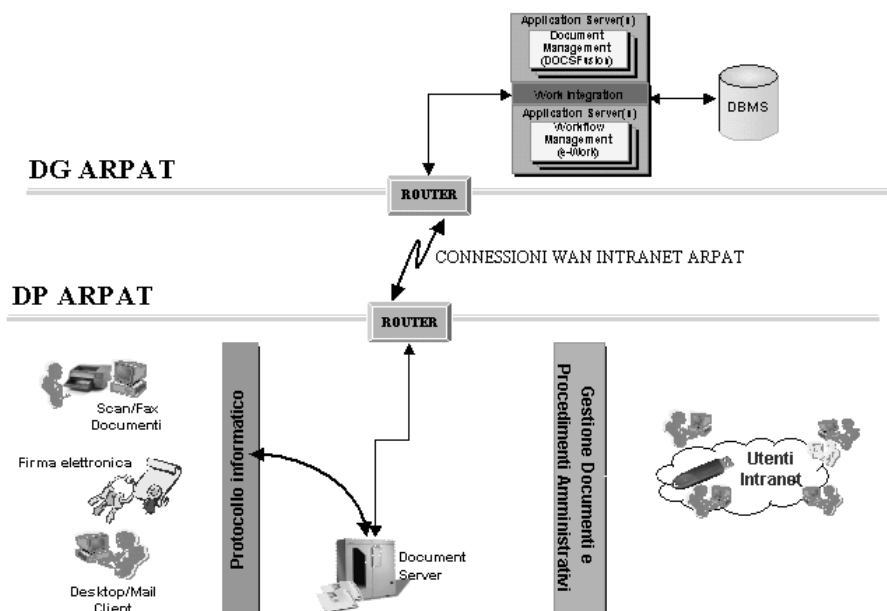 Application Server(s)
Document
Management
(DOCSFusion)
Work Integration
Application Server(s)
Workflow
Management
(e-Work)
DBMS
DG ARPAT
ROUTER
CONNESSIONI WAN INTRANET ARPAT
DP ARPAT
ROUTER
Scan/Fax
Documenti
Firma elettronica
Desktop/Mail
Client
Protocollo informatico
Document
Server
Gestione Documenti e
Procedimenti Amministrativi
Utenti
Intranet